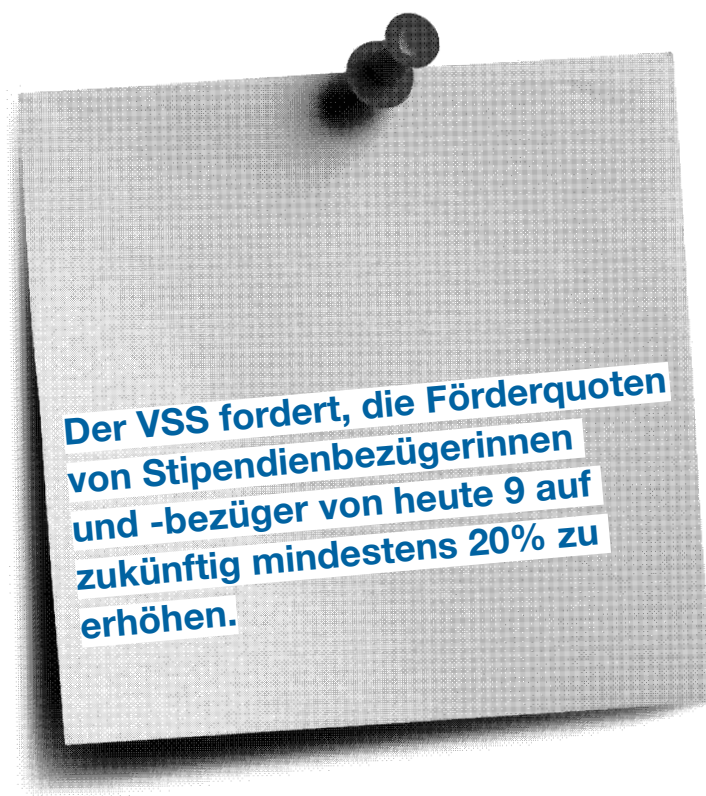 Der VSS fordert, die Förderquoten
von Stipendienbezügerinnen
und -bezüger von heute 9 auf
zukünftig mindestens 20% zu
erhöhen.